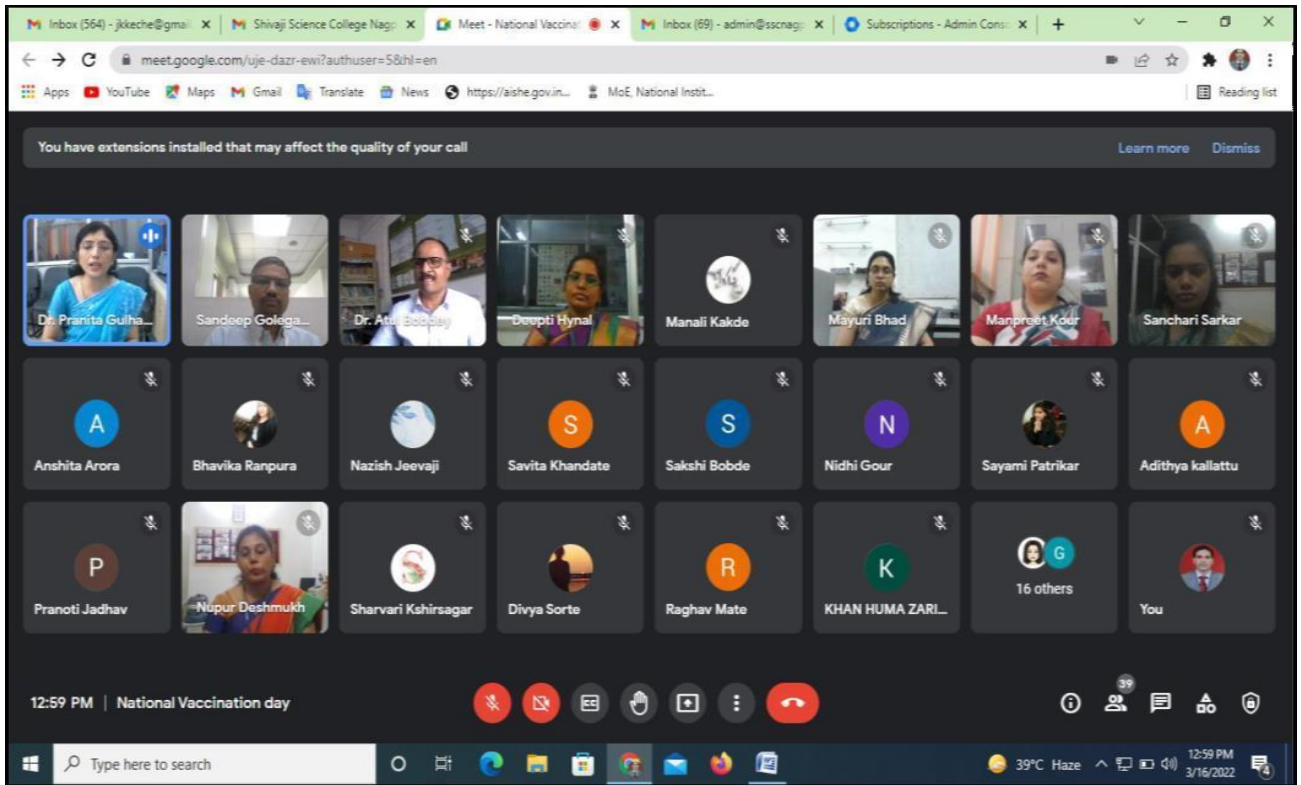 Inbox (564) - jkkeche@gmai
Shivaji Science College Nagp
Meet - National Vaccinat
Inbox (69) - admin@sscnag
Subscriptions - Admin Cons
meet.google.com/uje-dazr-ewi?authuser=5&hl=en
Apps YouTube Maps Gmail Translate News https://aishe.gov.in... MoE, National Instit... Reading list
You have extensions installed that may affect the quality of your call Learn more Dismiss
Dr. Pranita Gulha... Sandeep Golega... Dr. Atul Bobdey Deepti Hynal Manali Kakde Mayuri Bhad Manpreet Kour Sanchari Sarkar
A S S N A
Anshita Arora Bhavika Ranpura Nazish Jeevaji Savita Khandate Sakshi Bobde Nidhi Gour Sayami Patrikar Adithya kallattu
P S R K G
16 others
Pranoti Jadhav Nupur Deshmukh Sharvari Kshirsagar Divya Sorte Raghav Mate KHAN HUMA ZARI... You
39
12:59 PM | National Vaccination day
Type here to search
39°C Haze
12:59 PM
3/16/2022
4